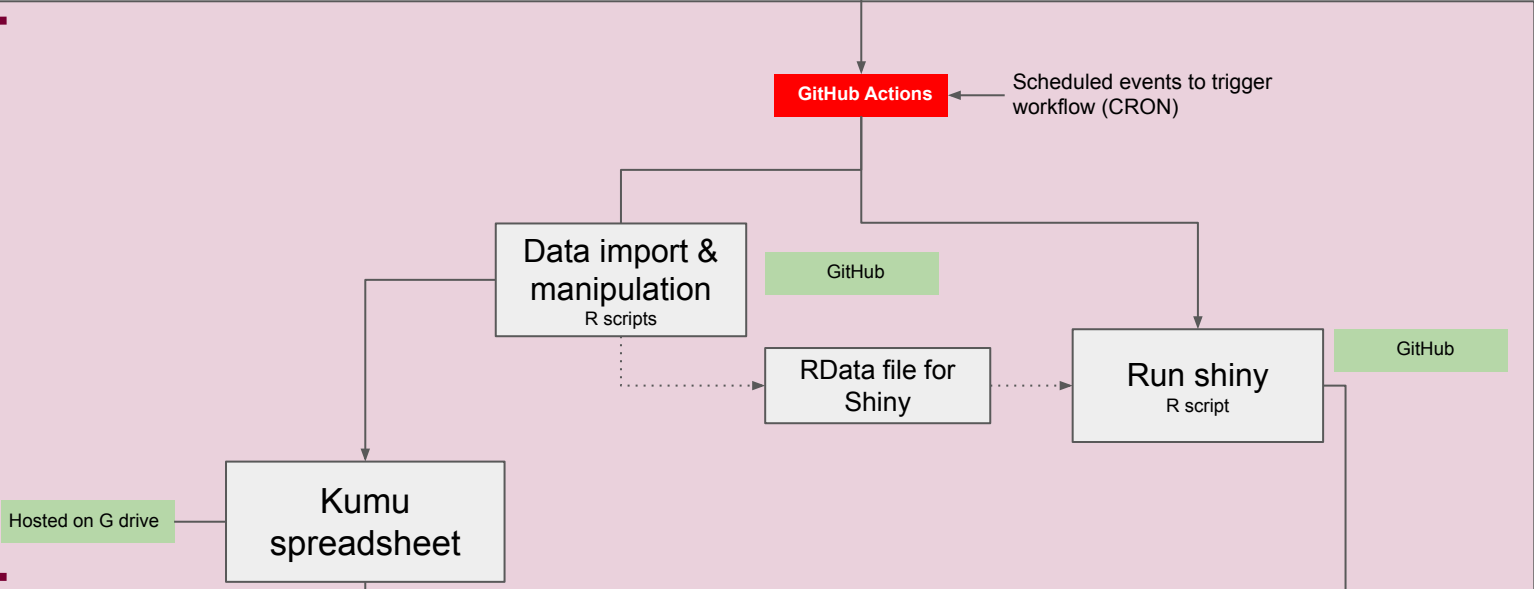 GitHub Actions
Scheduled events to trigger
workflow (CRON)
Data import &
manipulation
R scripts
GitHub
RData file for
Shiny
Run shiny
R script
GitHub
Kumu
spreadsheet
Hosted on G drive